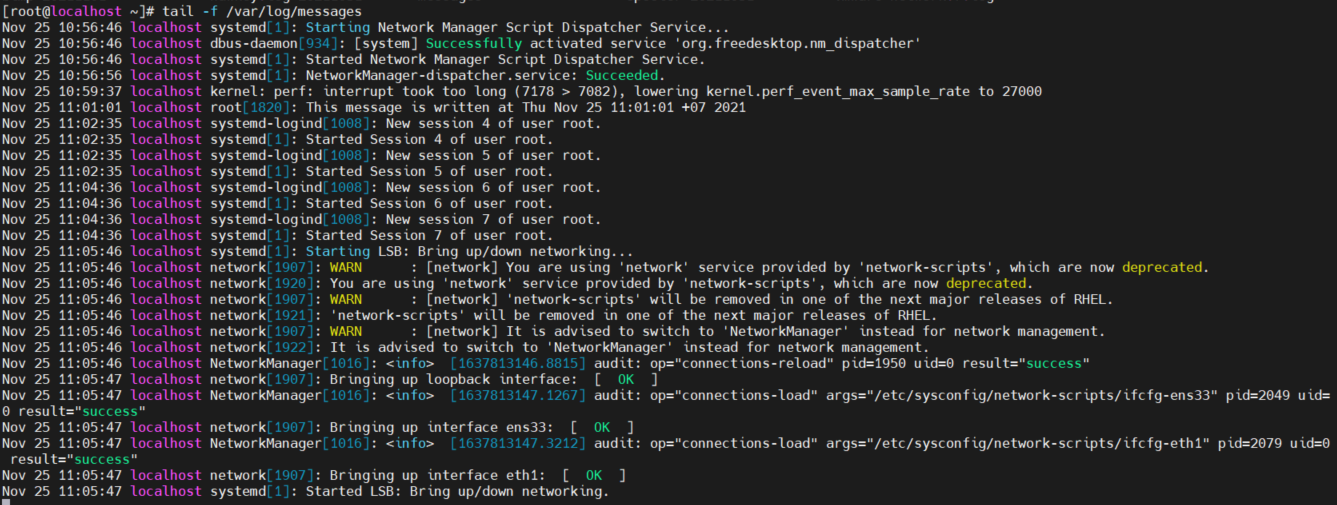 [root@localhost ~]# tail -f /var/log/messages
Nov 25 10:56:46 localhost systemd[1]: Starting Network Manager Script Dispatcher Service...
Nov 25 10:56:46 localhost dbus-daemon[934]: [system] Successfully activated service 'org.freedesktop.nm_dispatcher'
Nov 25 10:56:46 localhost systemd[1]: Started Network Manager Script Dispatcher Service.
Nov 25 10:56:56 localhost systemd[1]: NetworkManager-dispatcher.service: Succeeded.
Nov 25 10:59:37 localhost kernel: perf: interrupt took too long (7178 > 7082), lowering kernel.perf_event_max_sample_rate to 27000
Nov 25 11:01:01 localhost root[1820]: This message is written at Thu Nov 25 11:01:01 +07 2021
Nov 25 11:02:35 localhost systemd-logind[1008]: New session 4 of user root.
Nov 25 11:02:35 localhost systemd[1]: Started Session 4 of user root.
Nov 25 11:02:35 localhost systemd-logind[1008]: New session 5 of user root.
Nov 25 11:02:35 localhost systemd[1]: Started Session 5 of user root.
Nov 25 11:04:36 localhost systemd-logind[1008]: New session 6 of user root.
Nov 25 11:04:36 localhost systemd[1]: Started Session 6 of user root.
Nov 25 11:04:36 localhost systemd-logind[1008]: New session 7 of user root.
Nov 25 11:04:36 localhost systemd[1]: Started Session 7 of user root.
Nov 25 11:05:46 localhost systemd[1]: Starting LSB: Bring up/down networking...
Nov 25 11:05:46 localhost network[1907]: WARN      : [network] You are using 'network' service provided by 'network-scripts', which are now deprecated.
Nov 25 11:05:46 localhost network[1920]: You are using 'network' service provided by 'network-scripts', which are now deprecated.
Nov 25 11:05:46 localhost network[1907]: WARN      : [network] 'network-scripts' will be removed in one of the next major releases of RHEL.
Nov 25 11:05:46 localhost network[1921]: 'network-scripts' will be removed in one of the next major releases of RHEL.
Nov 25 11:05:46 localhost network[1907]: WARN      : [network] It is advised to switch to 'NetworkManager' instead for network management.
Nov 25 11:05:46 localhost network[1922]: It is advised to switch to 'NetworkManager' instead for network management.
Nov 25 11:05:46 localhost NetworkManager[1016]: <info>  [1637813146.8815] audit: op="connections-reload" pid=1950 uid=0 result="success"
Nov 25 11:05:47 localhost network[1907]: Bringing up loopback interface:  [  OK  ]
Nov 25 11:05:47 localhost NetworkManager[1016]: <info>  [1637813147.1267] audit: op="connections-load" args="/etc/sysconfig/network-scripts/ifcfg-ens33" pid=2049 uid=
0 result="success"
Nov 25 11:05:47 localhost network[1907]: Bringing up interface ens33:  [  OK  ]
Nov 25 11:05:47 localhost NetworkManager[1016]: <info>  [1637813147.3212] audit: op="connections-load" args="/etc/sysconfig/network-scripts/ifcfg-eth1" pid=2079 uid=0
 result="success"
Nov 25 11:05:47 localhost network[1907]: Bringing up interface eth1:  [  OK  ]
Nov 25 11:05:47 localhost systemd[1]: Started LSB: Bring up/down networking.